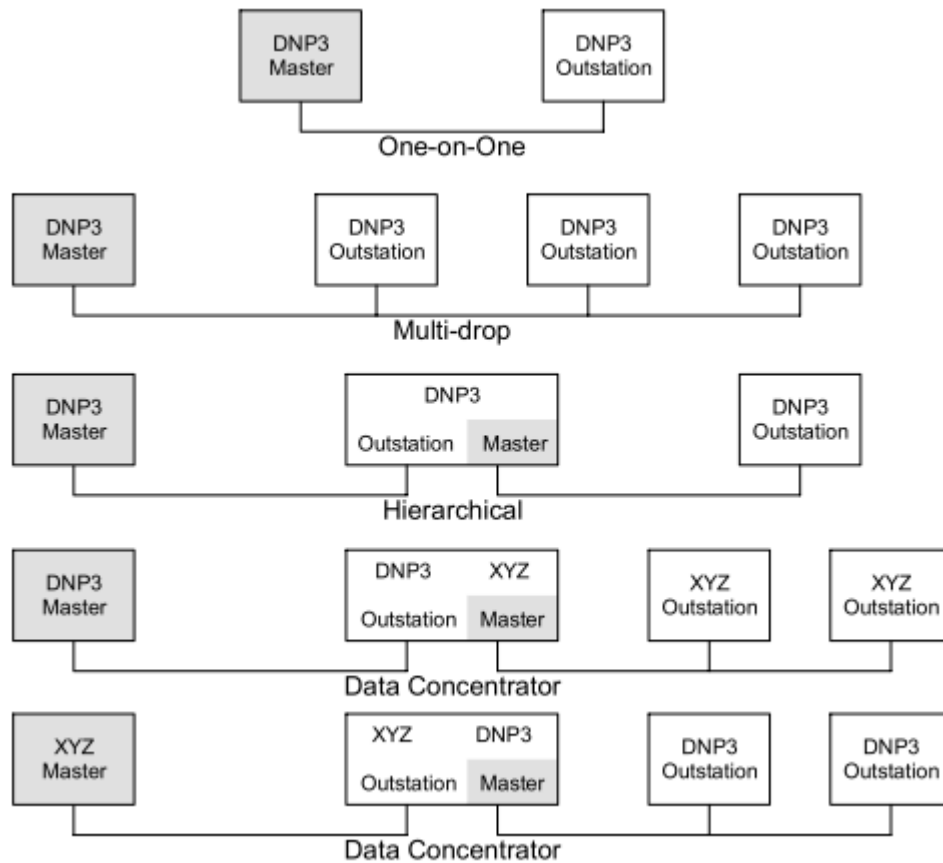 DNP3
Master
DNP3
Outstation
One-on-One
DNP3
Master
DNP3
Outstation
DNP3
Outstation
DNP3
Outstation
Multi-drop
DNP3
Master
DNP3
Outstation
Master
DNP3
Outstation
Hierarchical
DNP3
Master
DNP3
XYZ
Outstation
Master
XYZ
Outstation
XYZ
Outstation
Data Concentrator
XYZ
Master
XYZ
DNP3
Outstation
Master
DNP3
Outstation
DNP3
Outstation
Data Concentrator